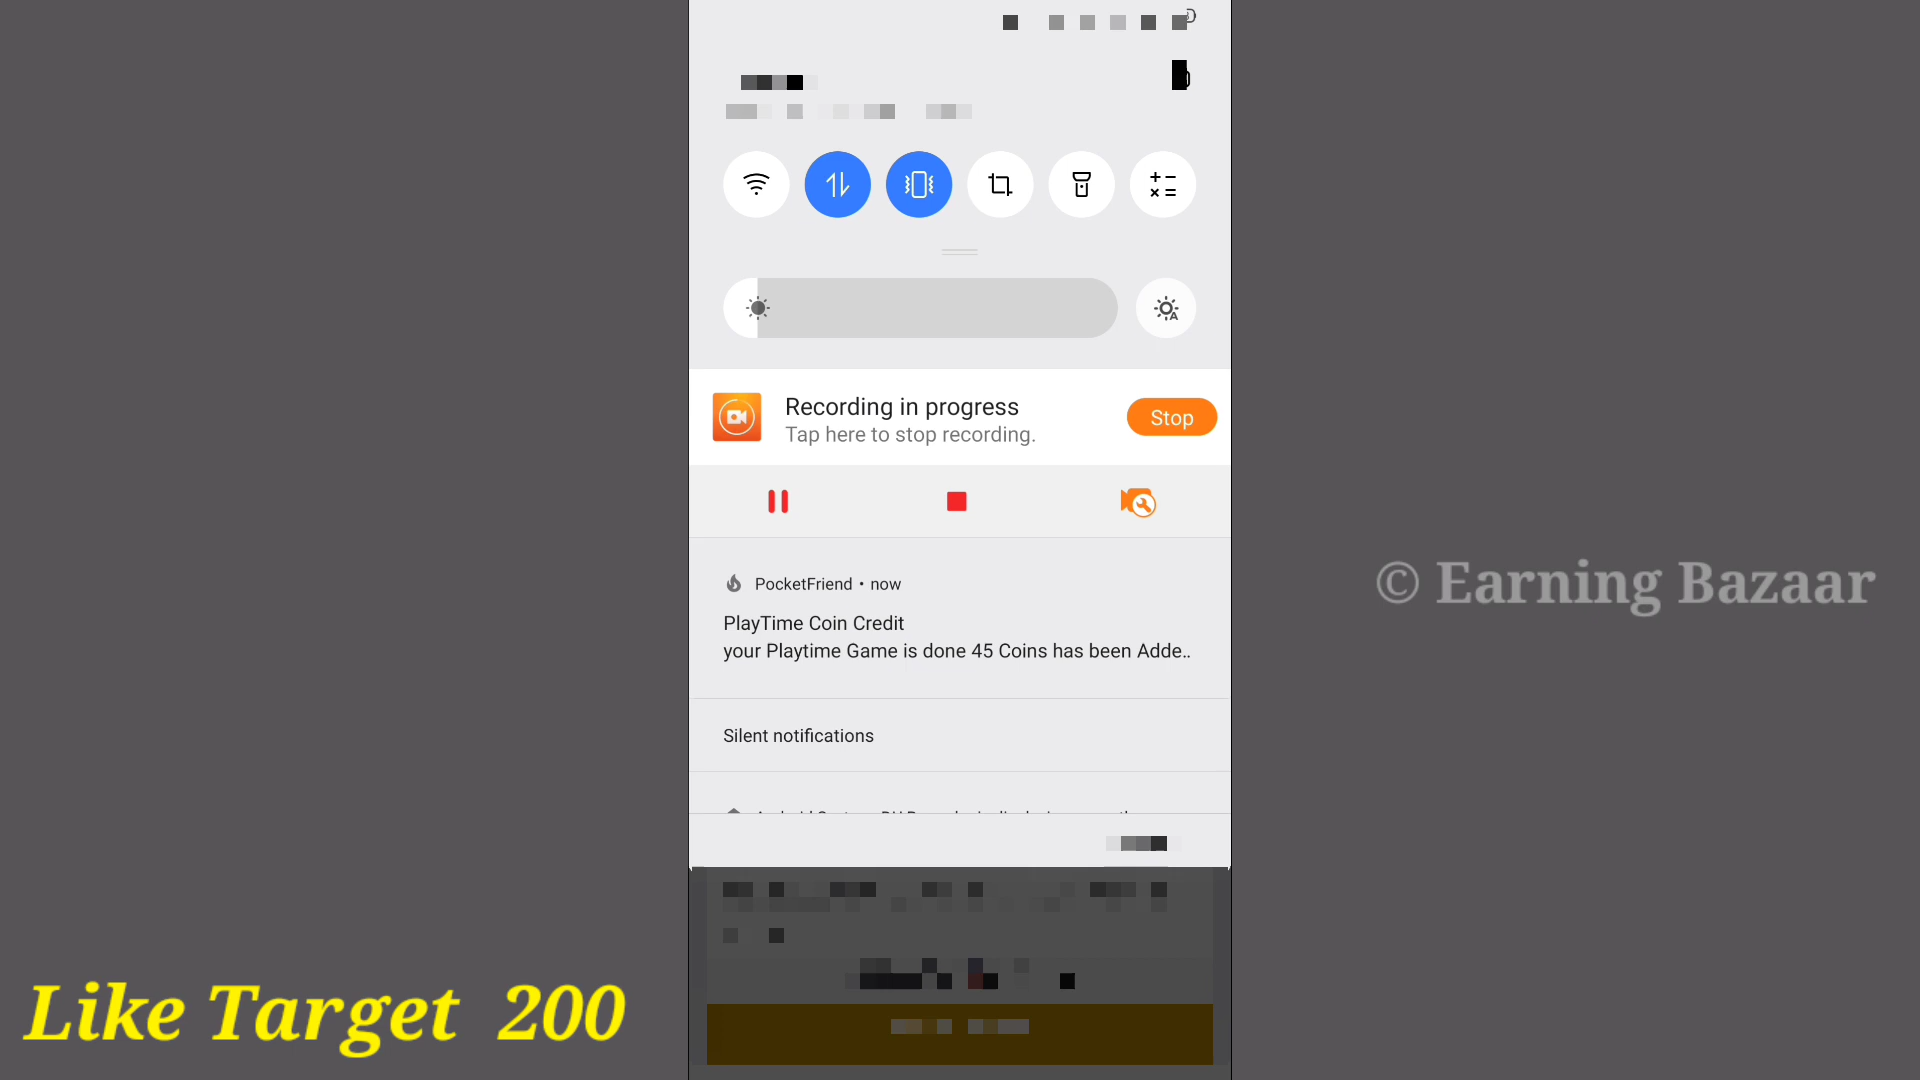 Recording in progress
Tap here to stop recording.
Stop
PocketFriend • now
PlayTime Coin Credit
your Playtime Game is done 45 Coins has been Adde..
Silent notifications
© Earning Bazaar
Like Target 200